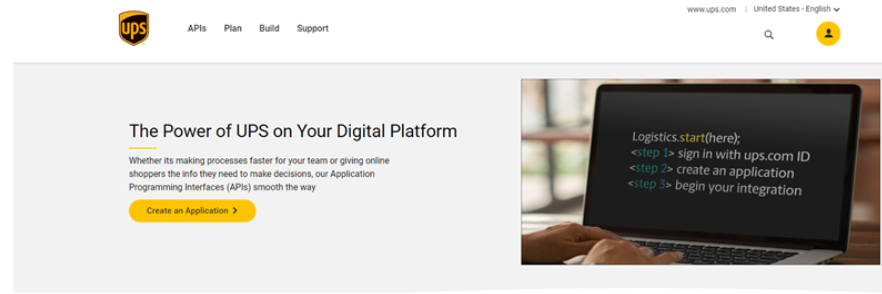 www.ups.com | United States - English
ups
APIs Plan Build Support
The Power of UPS on Your Digital Platform
Whether its making processes faster for your team or giving online
shoppers the info they need to make decisions, our Application
Programming Interfaces (APIs) smooth the way
Create an Application
Logistics.start(here);
<step 1> sign in with ups.com ID
<step 2> create an application
<step 3> begin your integration